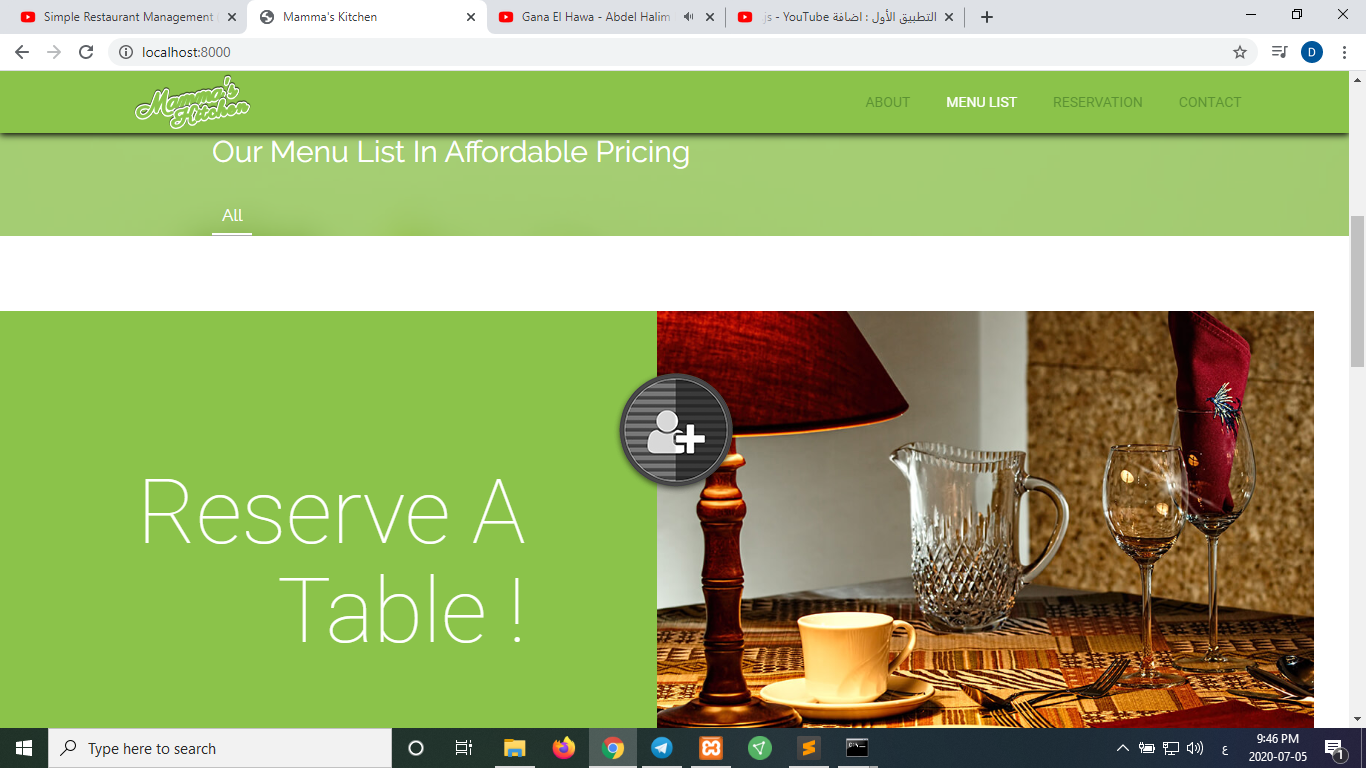 Simple Restaurant Management
Mamma's Kitchen
Gana El Hawa - Abdel Halim
التطبيق الأول : اضافة js - YouTube
localhost:8000
D
Mamma's
Kitchen
ABOUT
MENU LIST
RESERVATION
CONTACT
Our Menu List In Affordable Pricing
All
Reserve A
Table !
Type here to search
ع
9:46 PM
2020-07-05
1